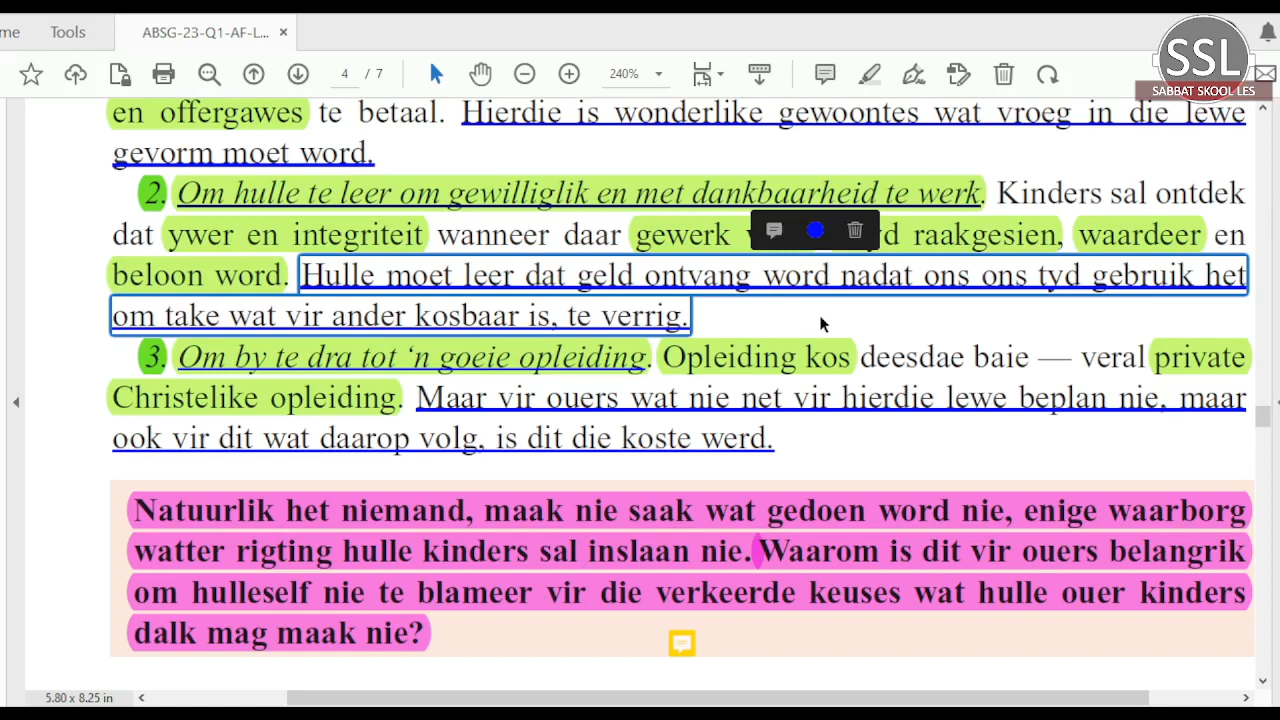 me Tools ABSG-23-Q1-AF-L... ×
SSL
SABBAT SKOOL LES
4 / 7 240%
en offergawes te betaal. Hierdie is wonderlike gewoontes wat vroeg in die lewe
gevorm moet word.
2. Om hulle te leer om gewilliglik en met dankbaarheid te werk. Kinders sal ontdek
dat ywer en integriteit wanneer daar gewerk raakgesien, waardeer en
beloon word. Hulle moet leer dat geld ontvang word nadat ons ons tyd gebruik het
om take wat vir ander kosbaar is, te verrig.
3. Om by te dra tot ‘n goeie opleiding. Opleiding kos deesdae baie — veral private
Christelike opleiding. Maar vir ouers wat nie net vir hierdie lewe beplan nie, maar
ook vir dit wat daarop volg, is dit die koste werd.
Natuurlik het niemand, maak nie saak wat gedoen word nie, enige waarborg
watter rigting hulle kinders sal inslaan nie. Waarom is dit vir ouers belangrik
om hulleself nie te blameer vir die verkeerde keuses wat hulle ouer kinders
dalk mag maak nie?
5.80 x 8.25 in